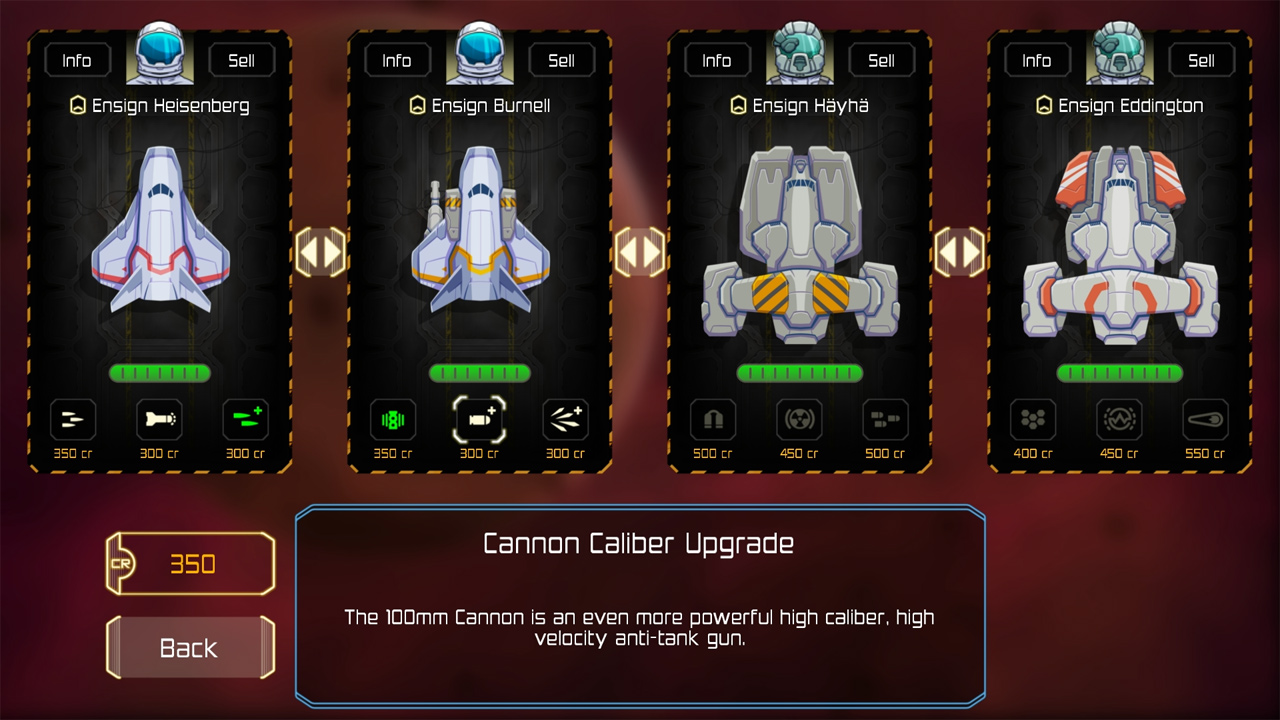 Info Sell Info Sell Info Sell Info Sell
Ensign Heisenberg Ensign Burnell Ensign Häyhä Ensign Eddington
350 cr 300 cr 300 cr 350 cr 300 cr 300 cr 500 cr 450 cr 500 cr 400 cr 450 cr 550 cr
Cannon Caliber Upgrade
CR 350
The 100mm Cannon is an even more powerful high caliber, high
velocity anti-tank gun.
Back